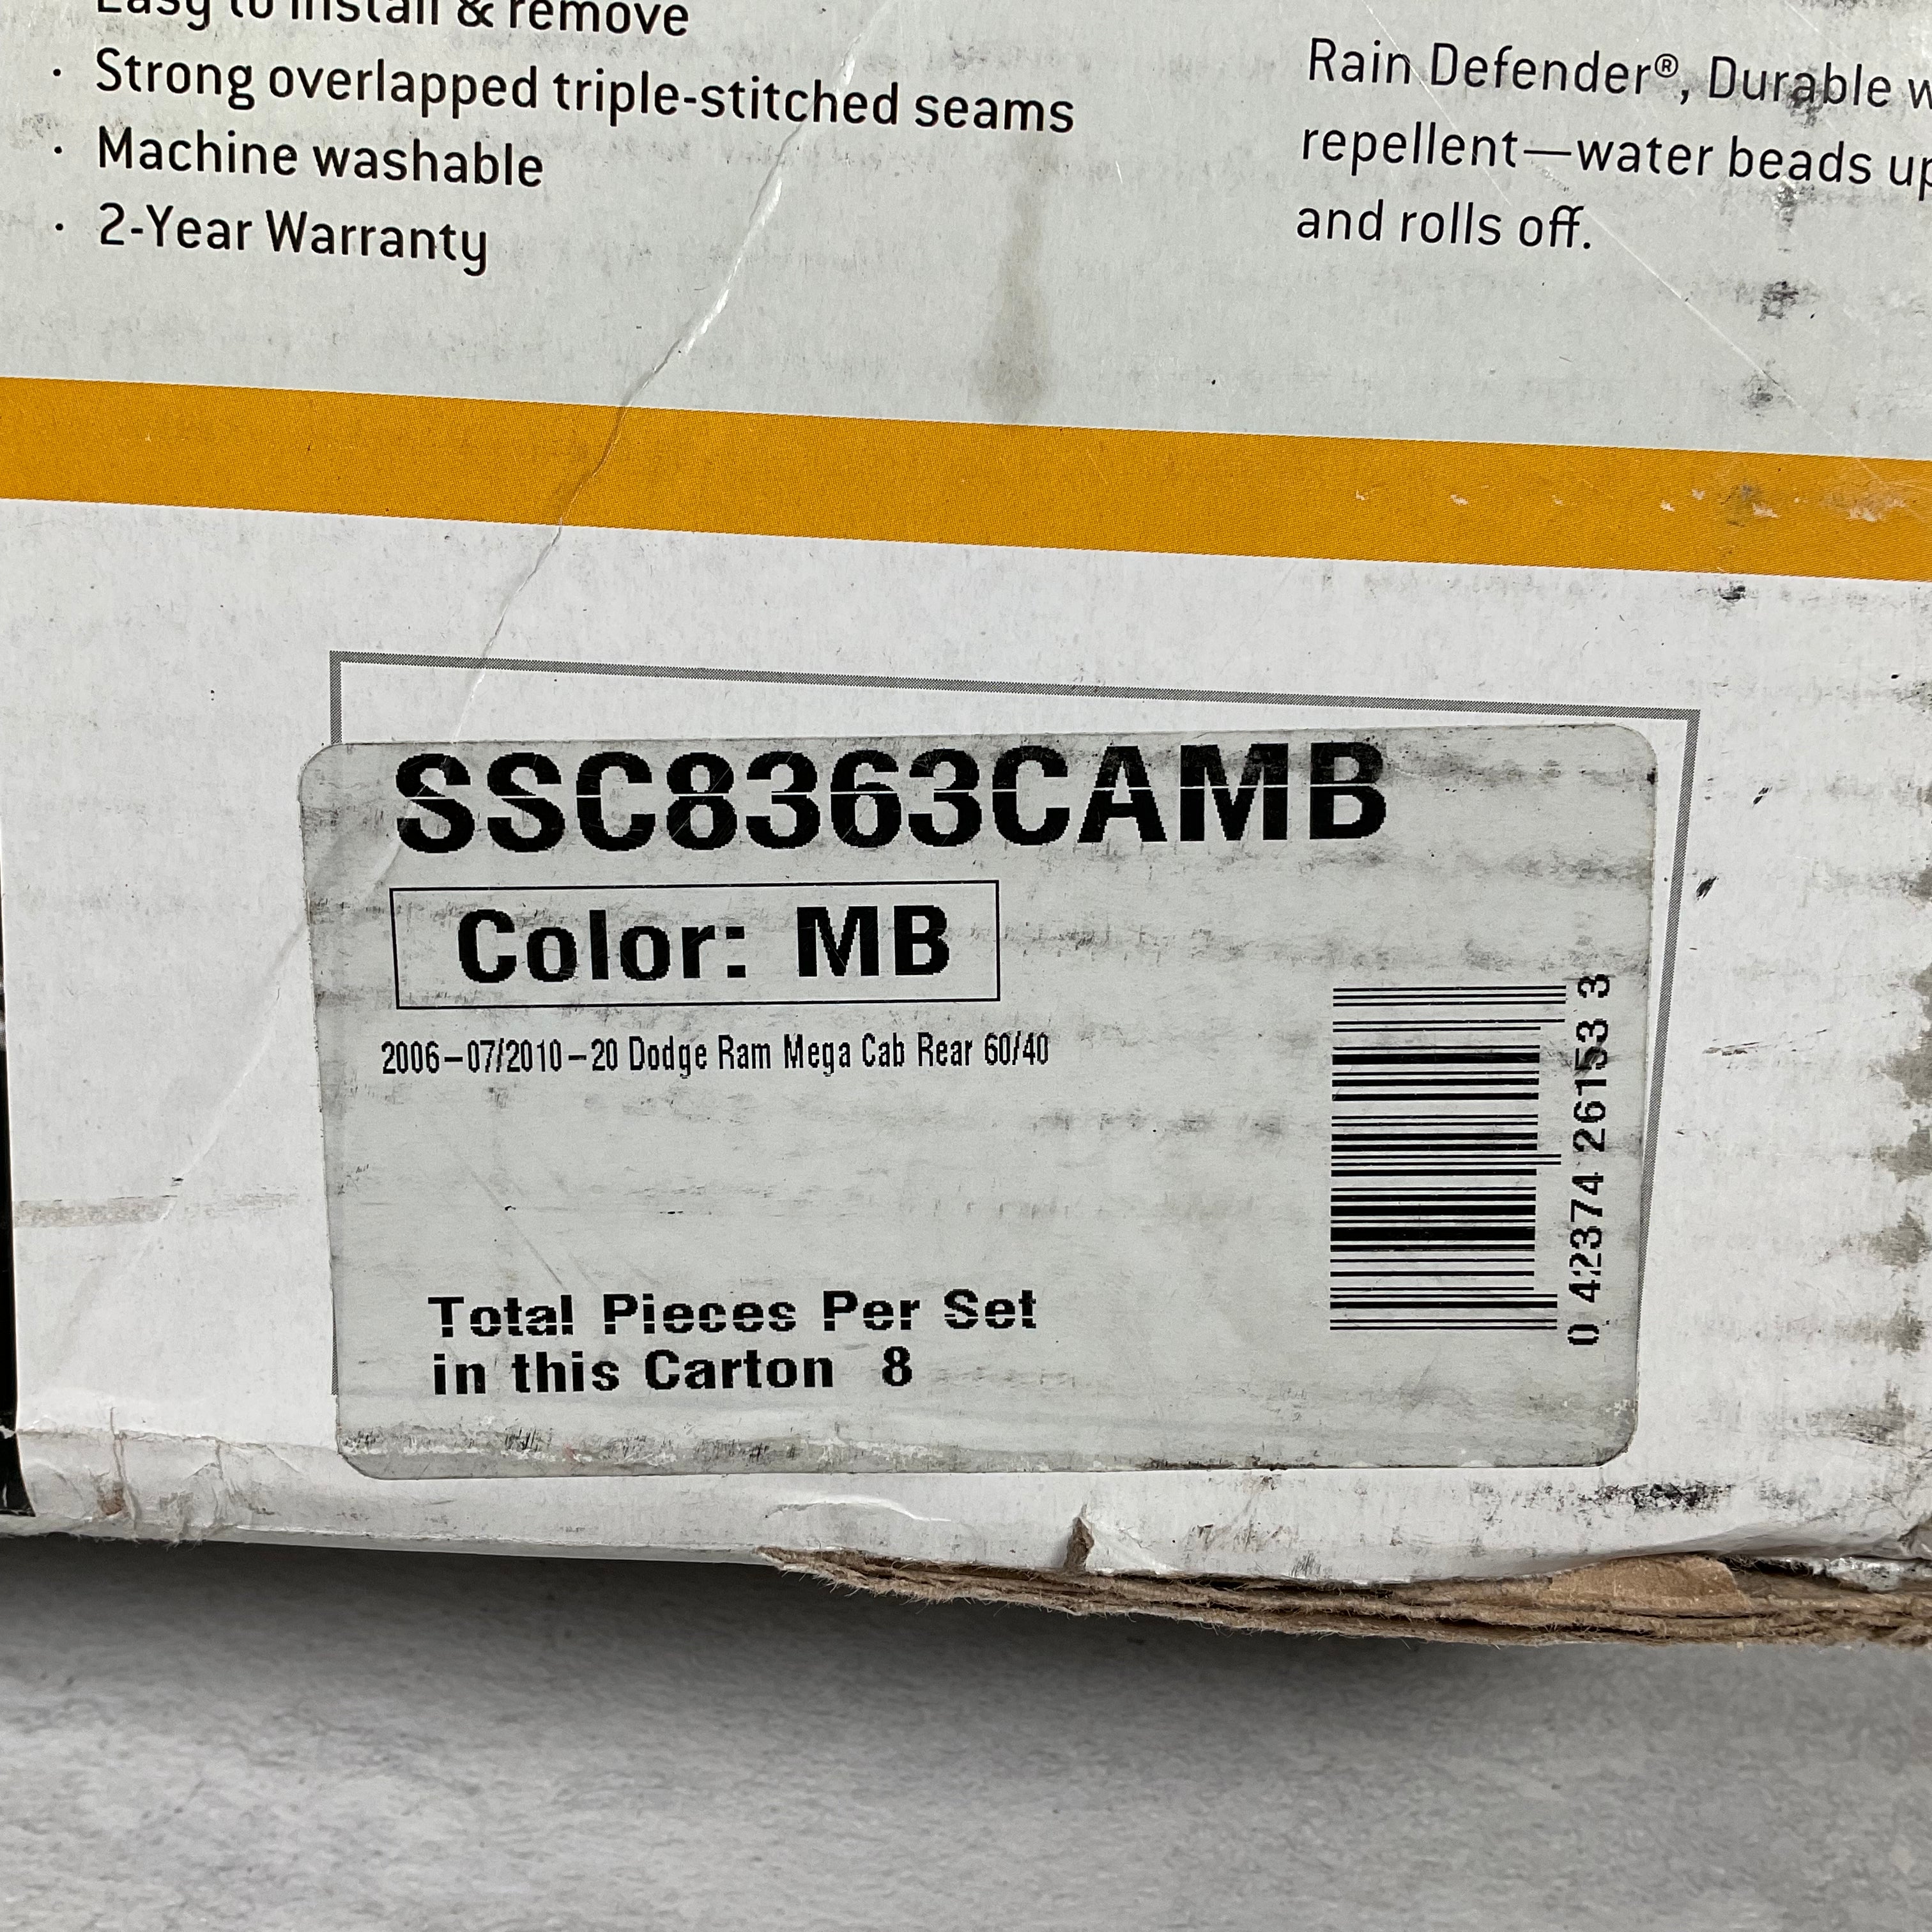 Easy to install & remove
· Strong overlapped triple-stitched seams
· Machine washable
· 2-Year Warranty
Rain Defender®, Durable
repellent—water beads up
and rolls off.
SSC8363CAMB
Color: MB
2006-07/2010-20 Dodge Ram Mega Cab Rear 60/40
Total Pieces Per Set
in this Carton 8
0 42374 26153 3